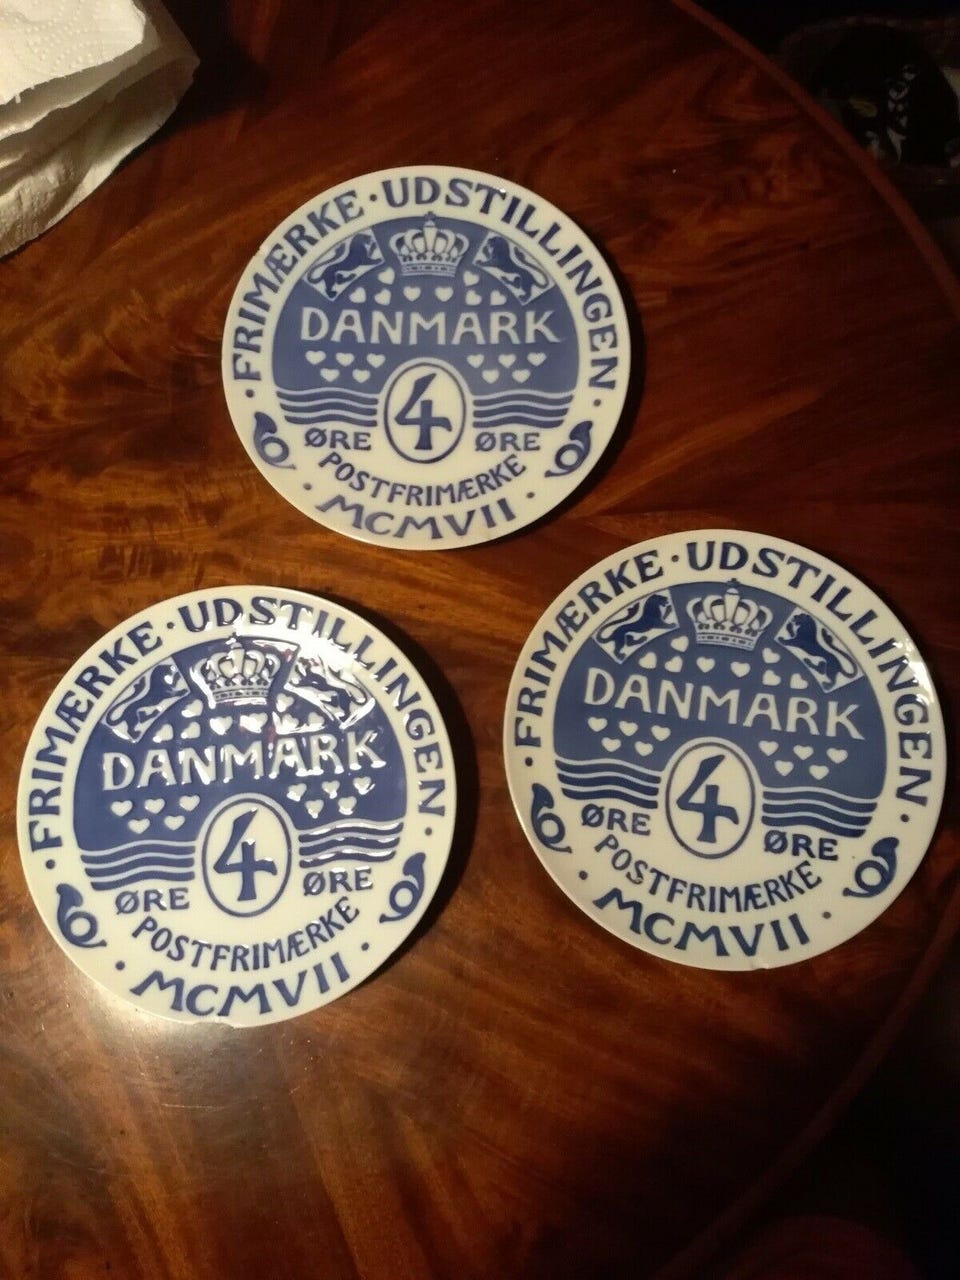 · FRIMÆRKE · UDSTILLINGEN ·
DANMARK
4
ØRE ØRE
POSTFRIMÆRKE
· MCMVII ·
· FRIMÆRKE · UDSTILLINGEN ·
DANMARK
4
ØRE ØRE
POSTFRIMÆRKE
· MCMVII ·
· FRIMÆRKE · UDSTILLINGEN ·
DANMARK
4
ØRE ØRE
POSTFRIMÆRKE
· MCMVII ·